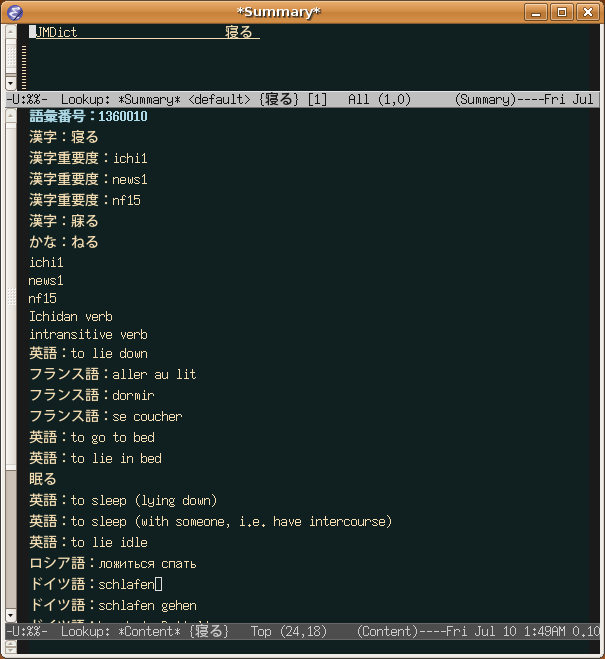 *Summary*
JMDict 寝る
-U:%%- Lookup: *Summary* <default> {寝る} [1] All (1,0) (Summary)----Fri Jul
語彙番号：1360010
漢字：寝る
漢字重要度：ichi1
漢字重要度：news1
漢字重要度：nf15
漢字：寐る
かな：ねる
ichi1
news1
nf15
Ichidan verb
intransitive verb
英語：to lie down
フランス語：aller au lit
フランス語：dormir
フランス語：se coucher
英語：to go to bed
英語：to lie in bed
眠る
英語：to sleep (lying down)
英語：to sleep (with someone, i.e. have intercourse)
英語：to lie idle
ロシア語：ложиться спать
ドイツ語：schlafen
ドイツ語：schlafen gehen
-U:%%- Lookup: *Content* {寝る} Top (24,18) (Content)----Fri Jul 10 1:49AM 0.10